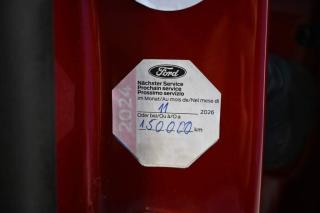 Ford
Nächster Service
Prochain service
Prossimo servizio
im Monat/Au mois de/Nel mese di
11 2026
Oder bei/Ou à/O a
150000 km
2024